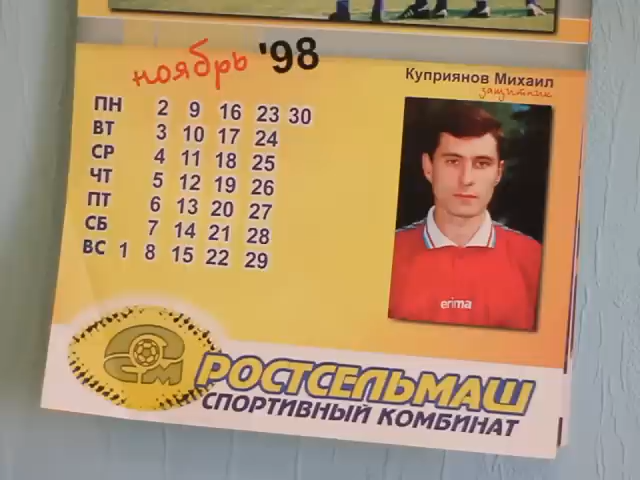 ноябрь '98
Куприянов Михаил
защитник
ПН 2 9 16 23 30
ВТ 3 10 17 24
СР 4 11 18 25
ЧТ 5 12 19 26
ПТ 6 13 20 27
СБ 7 14 21 28
ВС 1 8 15 22 29
erima
РСМ
РОСТСЕЛЬМАШ
СПОРТИВНЫЙ КОМБИНАТ